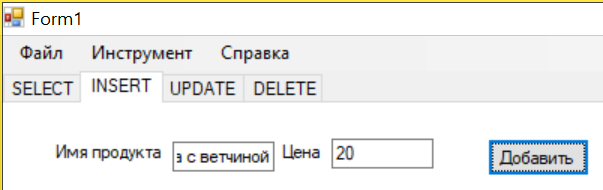 Form1
Файл Инструмент Справка
SELECT INSERT UPDATE DELETE
Имя продукта с ветчиной Цена 20 Добавить